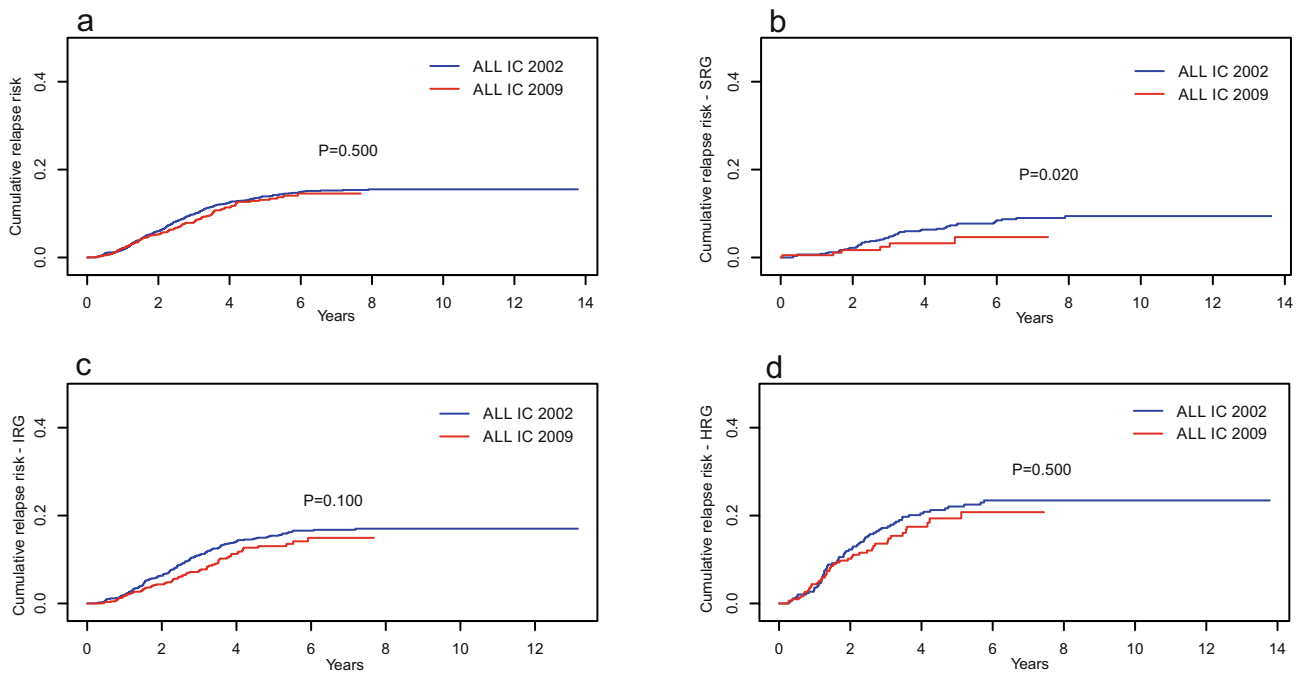 a
Cumulative relapse risk
0.0
0.2
0.4
ALL IC 2002
ALL IC 2009
P=0.500
0 2 4 6 8 10 12 14
Years
b
Cumulative relapse risk - SRG
0.0
0.2
0.4
ALL IC 2002
ALL IC 2009
P=0.020
0 2 4 6 8 10 12 14
Years
c
Cumulative relapse risk - IRG
0.0
0.2
0.4
ALL IC 2002
ALL IC 2009
P=0.100
0 2 4 6 8 10 12
Years
d
Cumulative relapse risk - HRG
0.0
0.2
0.4
ALL IC 2002
ALL IC 2009
P=0.500
0 2 4 6 8 10 12 14
Years